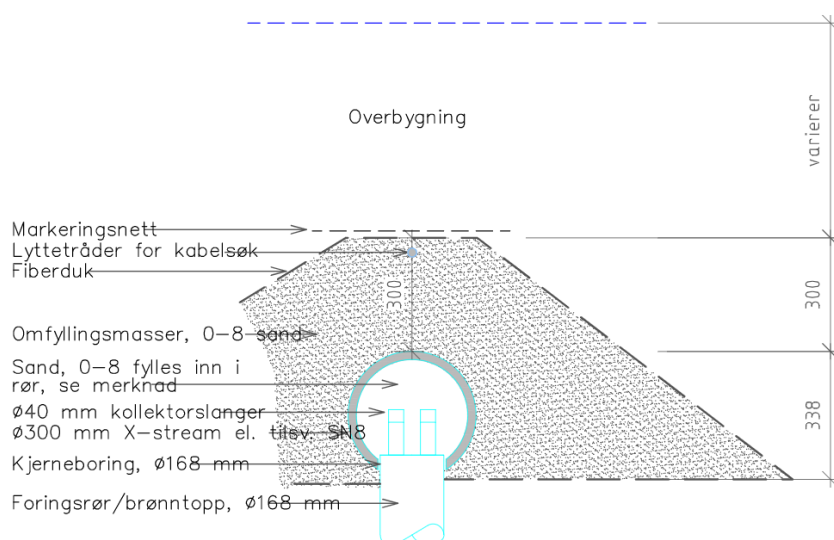 Overbygning
varierer
Markeringsnett
Lyttetråder for kabelsøk
Fiberduk
300
300
Omfyllingsmasser, 0-8 sand
Sand, 0-8 fylles inn i
rør, se merknad
ø40 mm kollektorslanger
ø300 mm X-stream el. tilsv. SN8
338
Kjerneboring, ø168 mm
Foringsrør/brønntopp, ø168 mm